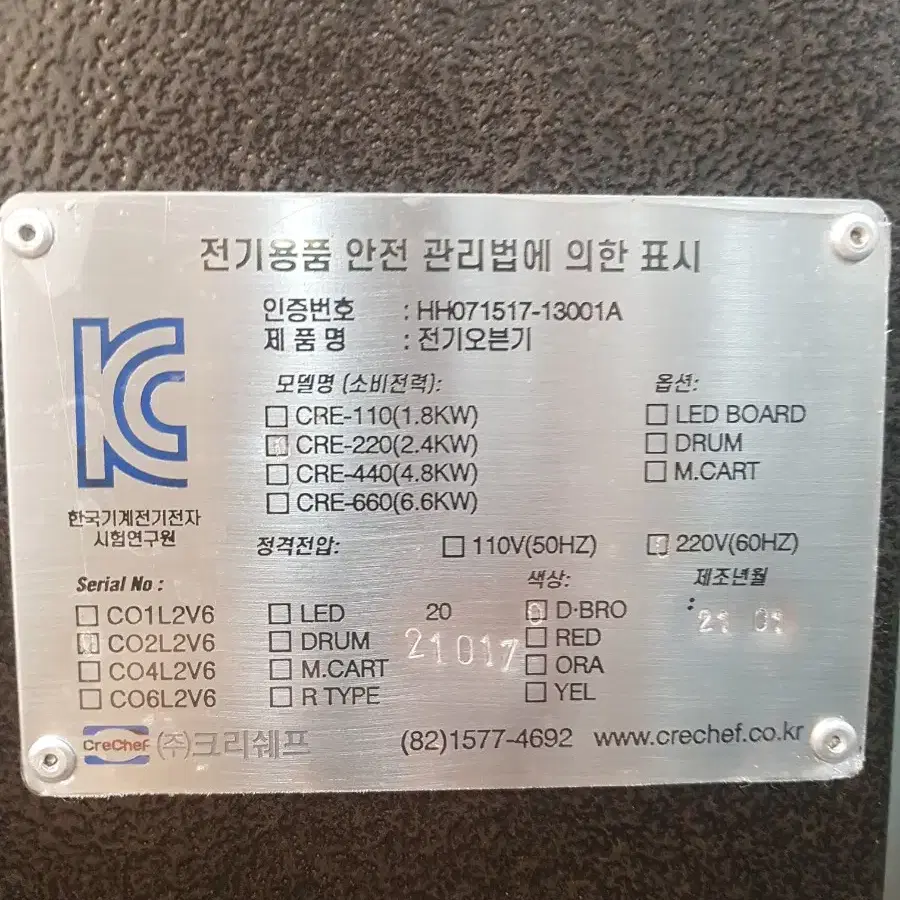 전기용품 안전 관리법에 의한 표시
인증번호 : HH071517-13001A
제 품 명 : 전기오븐기
모델명 (소비전력): 옵션:
□ CRE-110(1.8KW) □ LED BOARD
□ CRE-220(2.4KW) □ DRUM
□ CRE-440(4.8KW) □ M.CART
□ CRE-660(6.6KW)
한국기계전기전자
시험연구원
정격전압: □ 110V(50HZ) □ 220V(60HZ)
Serial No : 색상: 제조년월
□ CO1L2V6 □ LED 20 □ D·BRO : 21 01
□ CO2L2V6 □ DRUM 21017 □ RED
□ CO4L2V6 □ M.CART □ ORA
□ CO6L2V6 □ R TYPE □ YEL
CreChef (주)크리쉐프 (82)1577-4692 www.crechef.co.kr